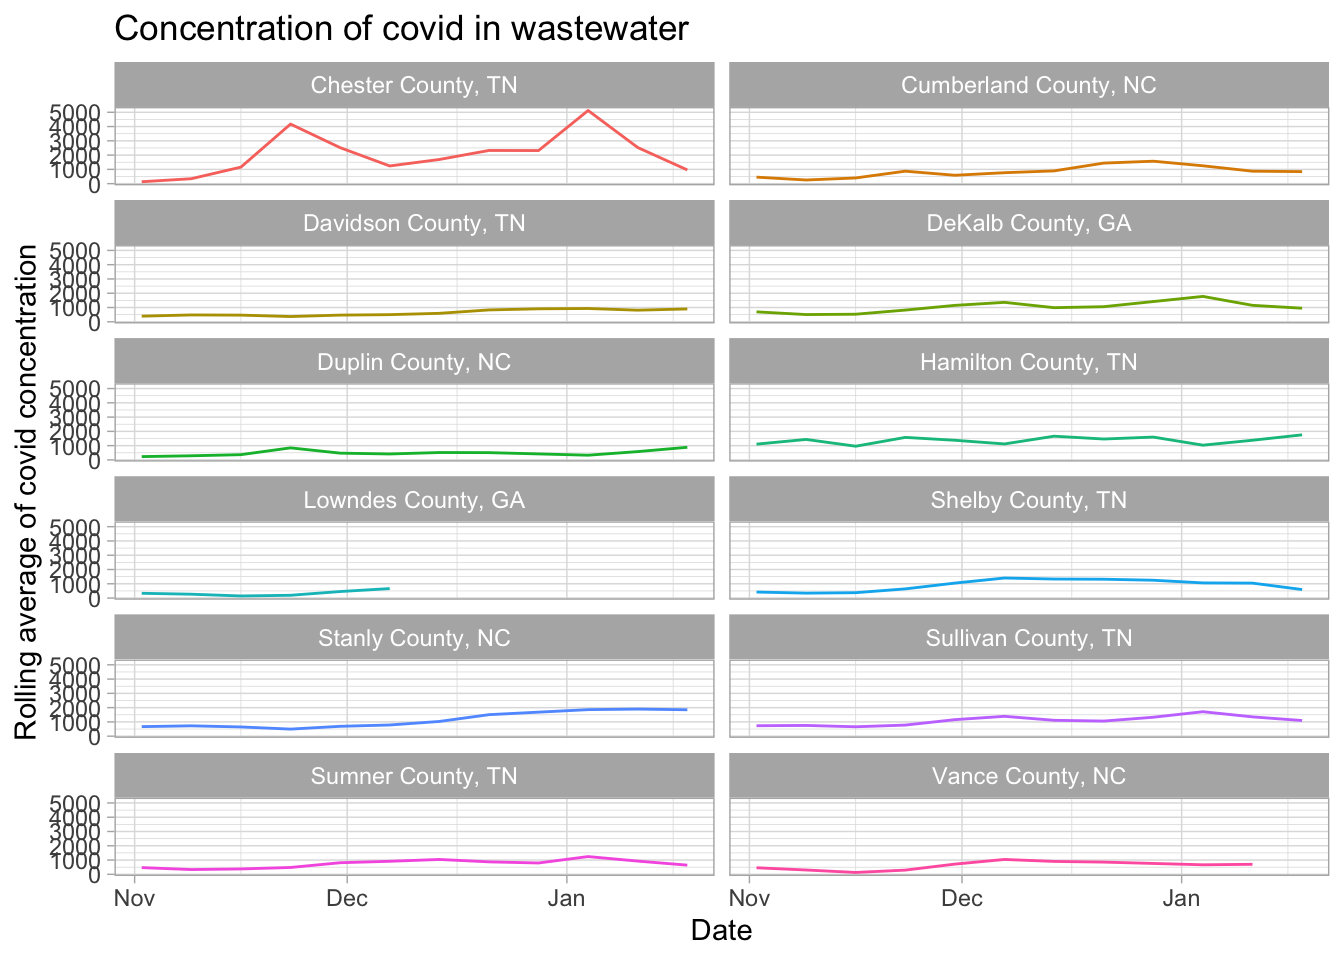 Concentration of covid in wastewater
Chester County, TN
Cumberland County, NC
5000
4000
3000
2000
1000
0
Davidson County, TN
DeKalb County, GA
5000
4000
3000
2000
1000
0
Duplin County, NC
Hamilton County, TN
5000
4000
3000
2000
1000
0
Lowndes County, GA
Shelby County, TN
5000
4000
3000
2000
1000
0
Stanly County, NC
Sullivan County, TN
5000
4000
3000
2000
1000
0
Sumner County, TN
Vance County, NC
5000
4000
3000
2000
1000
0
Rolling average of covid concentration
Nov Dec Jan
Nov Dec Jan
Date